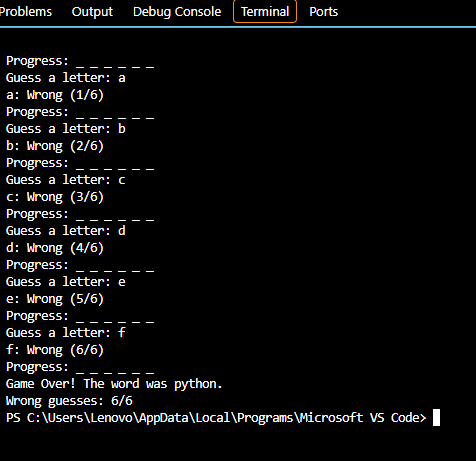 Problems Output Debug Console Terminal Ports
Progress: _ _ _ _ _ _
Guess a letter: a
a: Wrong (1/6)
Progress: _ _ _ _ _ _
Guess a letter: b
b: Wrong (2/6)
Progress: _ _ _ _ _ _
Guess a letter: c
c: Wrong (3/6)
Progress: _ _ _ _ _ _
Guess a letter: d
d: Wrong (4/6)
Progress: _ _ _ _ _ _
Guess a letter: e
e: Wrong (5/6)
Progress: _ _ _ _ _ _
Guess a letter: f
f: Wrong (6/6)
Progress: _ _ _ _ _ _
Game Over! The word was python.
Wrong guesses: 6/6
PS C:\Users\Lenovo\AppData\Local\Programs\Microsoft VS Code>